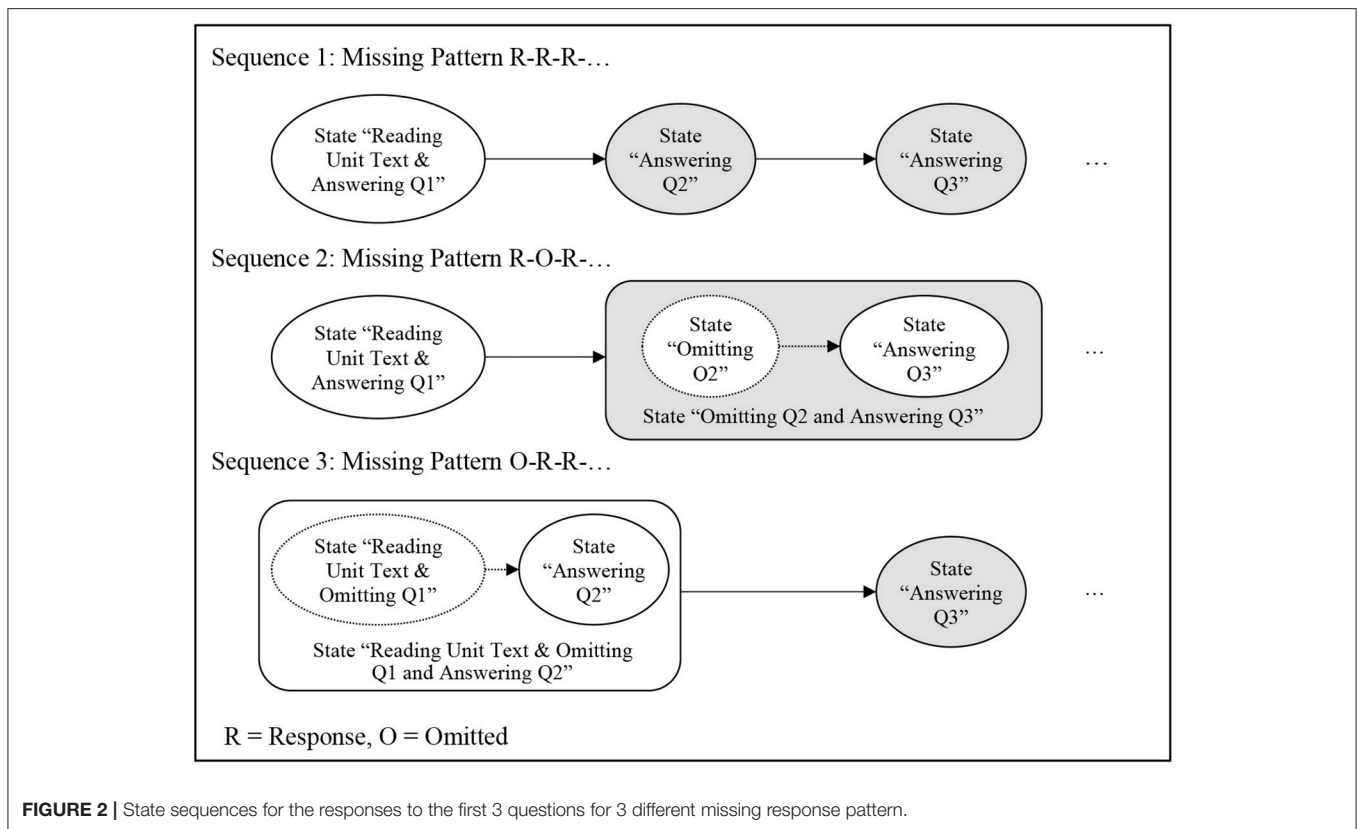 Sequence 1: Missing Pattern R-R-R-…
State “Reading
Unit Text &
Answering Q1”
State
“Answering
Q2”
State
“Answering
Q3”
…
Sequence 2: Missing Pattern R-O-R-…
State “Reading
Unit Text &
Answering Q1”
State
“Omitting
Q2”
State
“Answering
Q3”
State “Omitting Q2 and Answering Q3”
…
Sequence 3: Missing Pattern O-R-R-…
State “Reading
Unit Text &
Omitting Q1”
State
“Answering
Q2”
State “Reading Unit Text & Omitting
Q1 and Answering Q2”
State
“Answering
Q3”
…
R = Response, O = Omitted
FIGURE 2 | State sequences for the responses to the first 3 questions for 3 different missing response pattern.